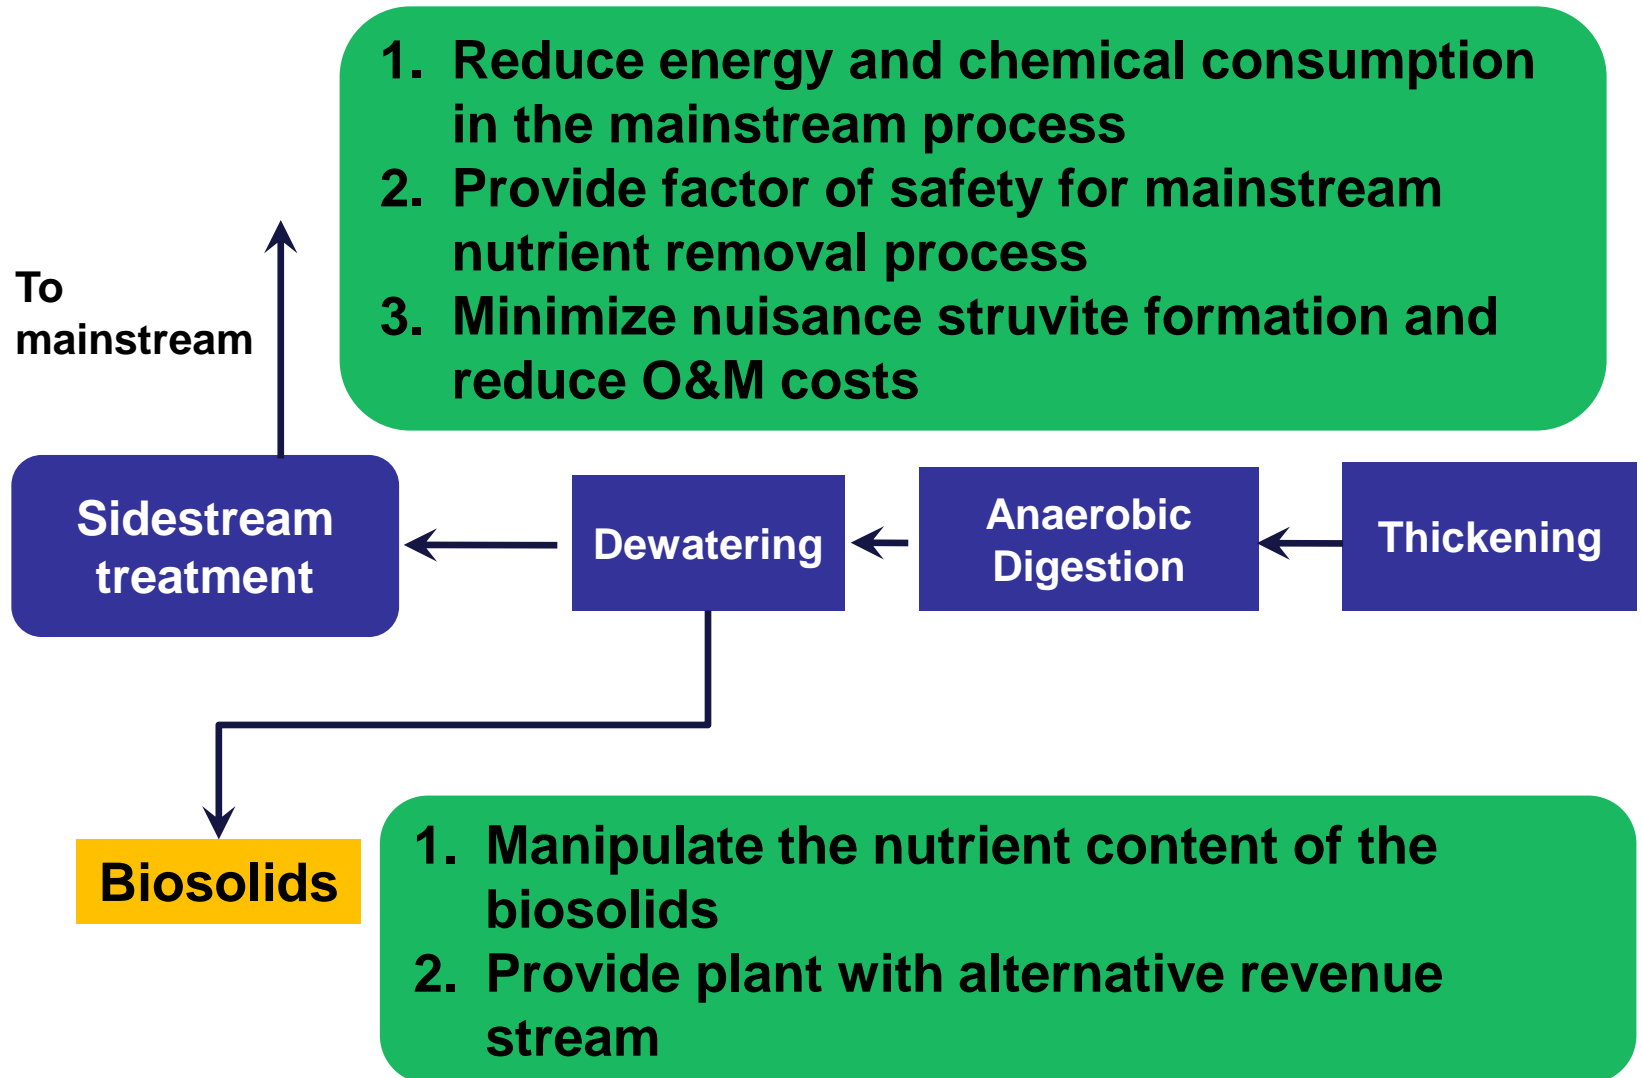 1. Reduce energy and chemical consumption
in the mainstream process
2. Provide factor of safety for mainstream
nutrient removal process
3. Minimize nuisance struvite formation and
reduce O&M costs
To
mainstream
Sidestream
treatment
Dewatering
Anaerobic
Digestion
Thickening
Biosolids
1. Manipulate the nutrient content of the
biosolids
2. Provide plant with alternative revenue
stream